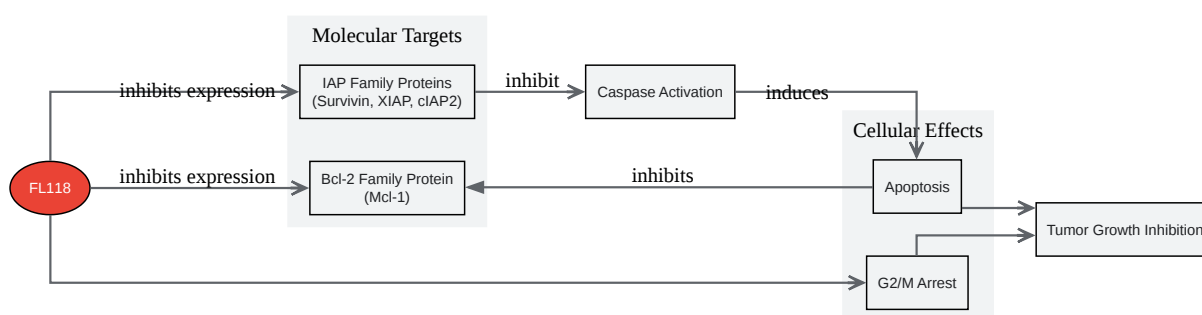 Molecular Targets
inhibits expression
IAP Family Proteins
(Survivin, XIAP, cIAP2)
inhibit
Caspase Activation
induces
Cellular Effects
FL118
inhibits expression
Bcl-2 Family Protein
(Mcl-1)
inhibits
Apoptosis
Tumor Growth Inhibition
G2/M Arrest